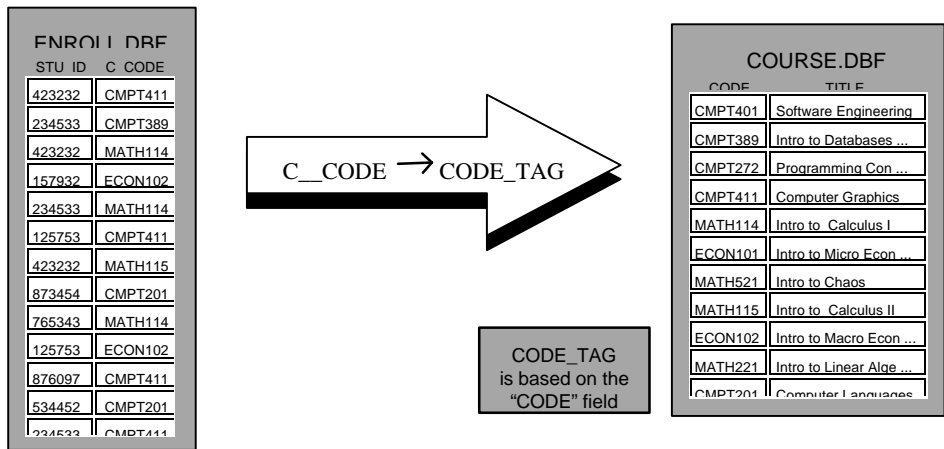 ENROLL.DBF
STU_ID C_CODE
423232 CMPT411
234533 CMPT389
423232 MATH114
157932 ECON102
234533 MATH114
125753 CMPT411
423232 MATH115
873454 CMPT201
765343 MATH114
125753 ECON102
876097 CMPT411
534452 CMPT201
234533 CMPT411
C__CODE → CODE_TAG
CODE_TAG
is based on the
“CODE” field
COURSE.DBF
CODE TITLE
CMPT401 Software Engineering
CMPT389 Intro to Databases ...
CMPT272 Programming Con ...
CMPT411 Computer Graphics
MATH114 Intro to Calculus I
ECON101 Intro to Micro Econ ...
MATH521 Intro to Chaos
MATH115 Intro to Calculus II
ECON102 Intro to Macro Econ ...
MATH221 Intro to Linear Alge ...
CMPT201 Computer Languages